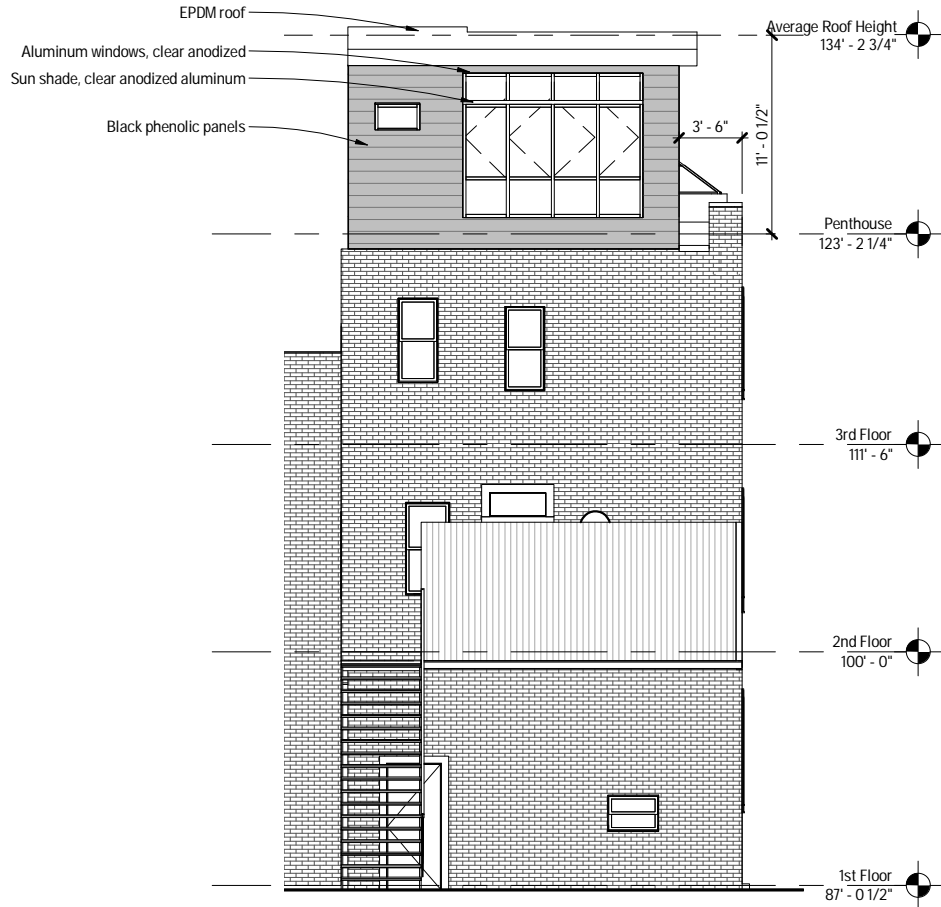 EPDM roof
Aluminum windows, clear anodized
Sun shade, clear anodized aluminum
Black phenolic panels
Average Roof Height
134' - 2 3/4"
3' - 6"
11' - 0 1/2"
Penthouse
123' - 2 1/4"
3rd Floor
111' - 6"
2nd Floor
100' - 0"
1st Floor
87' - 0 1/2"